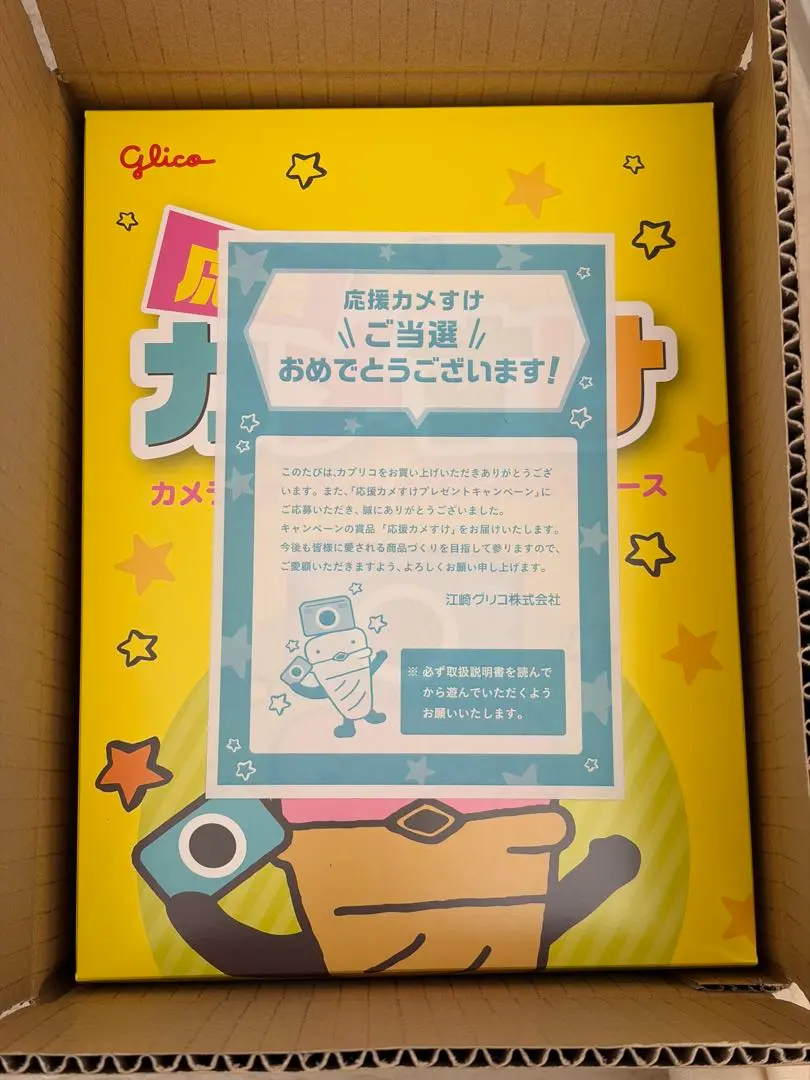 Glico
応
カ
け
カメラ
ース
応援カメすけ
ご当選
おめでとうございます!
このたびは、カプリコをお買い上げいただきありがとうござ
います。また、「応援カメすけプレゼントキャンペーン」に
ご応募いただき、誠にありがとうございました。
キャンペーンの賞品「応援カメすけ」をお届けいたします。
今後も皆様に愛される商品づくりを目指して参りますので、
ご愛顧いただきますよう、よろしくお願い申し上げます。
江崎グリコ株式会社
※ 必ず取扱説明書を読んで
から遊んでいただくよう
お願いいたします。